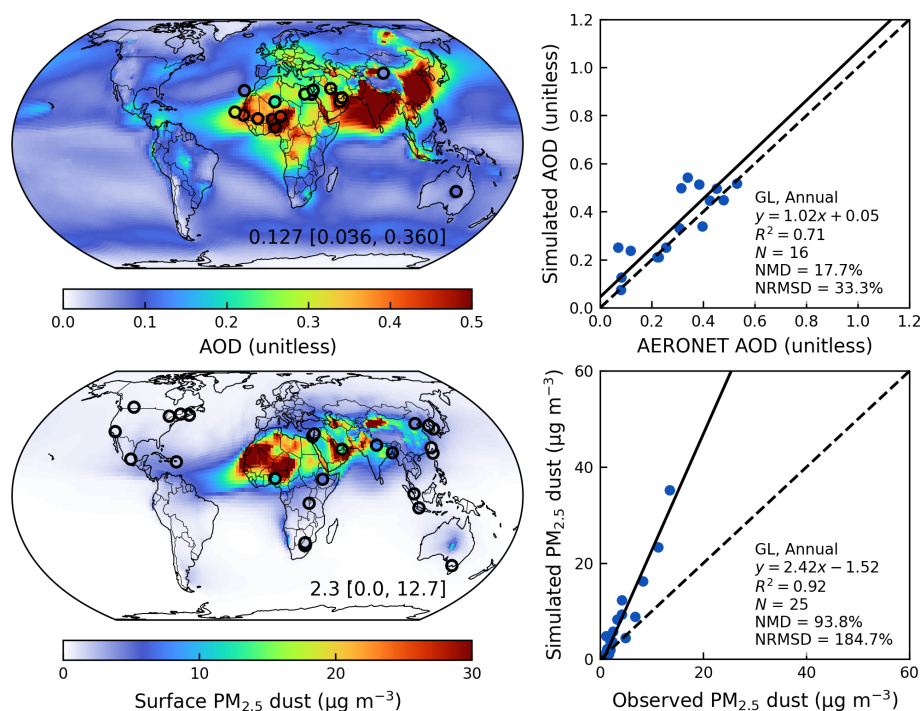 0.127 [0.036, 0.360]
0.0 0.1 0.2 0.3 0.4 0.5
AOD (unitless)
1.2
1.0
0.8
0.6
0.4
0.2
0.0
Simulated AOD (unitless)
GL, Annual
y = 1.02x + 0.05
R² = 0.71
N = 16
NMD = 17.7%
NRMSD = 33.3%
0.0 0.2 0.4 0.6 0.8 1.0 1.2
AERONET AOD (unitless)
2.3 [0.0, 12.7]
0 10 20 30
Surface PM₂.₅ dust (µg m⁻³)
60
40
20
0
Simulated PM₂.₅ dust (µg m⁻³)
GL, Annual
y = 2.42x − 1.52
R² = 0.92
N = 25
NMD = 93.8%
NRMSD = 184.7%
0 20 40 60
Observed PM₂.₅ dust (µg m⁻³)